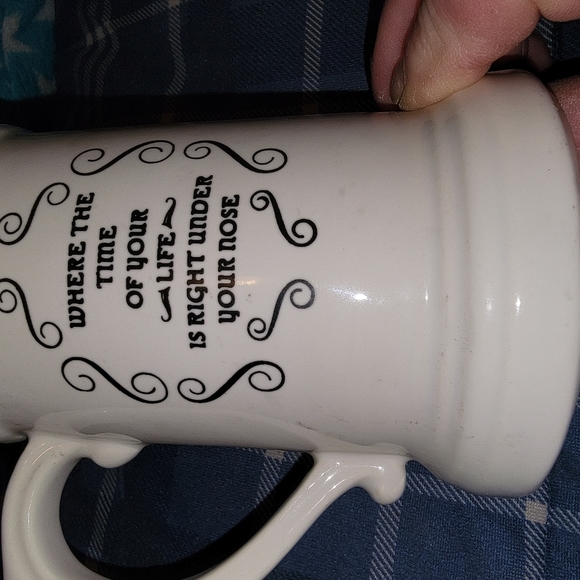 WHERE THE
TIME
OF YOUR
LIFE
IS RIGHT UNDER
YOUR NOSE